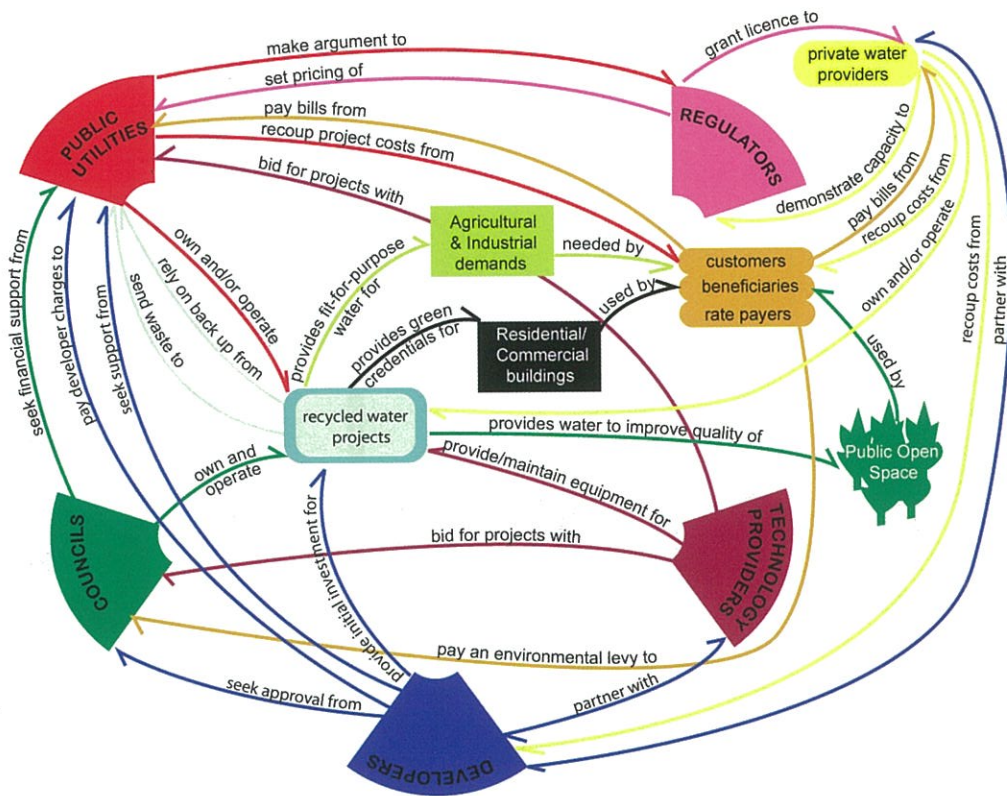 make argument to
grant licence to
private water
providers
set pricing of
pay bills from
PUBLIC
UTILITIES
REGULATORS
recoup project costs from
bid for projects with
demonstrate capacity to
pay bills from
recoup costs from
own and/or operate
recoup costs from
partner with
Agricultural
& Industrial
demands
needed by
customers
beneficiaries
rate payers
own and/or operate
rely on back up from
send waste to
provides fit-for-purpose
water for
provides green
credentials for
used by
Residential/
Commercial
buildings
used by
seek financial support from
pay developer charges to
seek support from
recycled water
projects
provides water to improve quality of
Public Open
Space
own and
operate
provide/maintain equipment for
TECHNOLOGY
PROVIDERS
COUNCILS
bid for projects with
provide initial investment for
pay an environmental levy to
seek approval from
partner with
DEVELOPERS